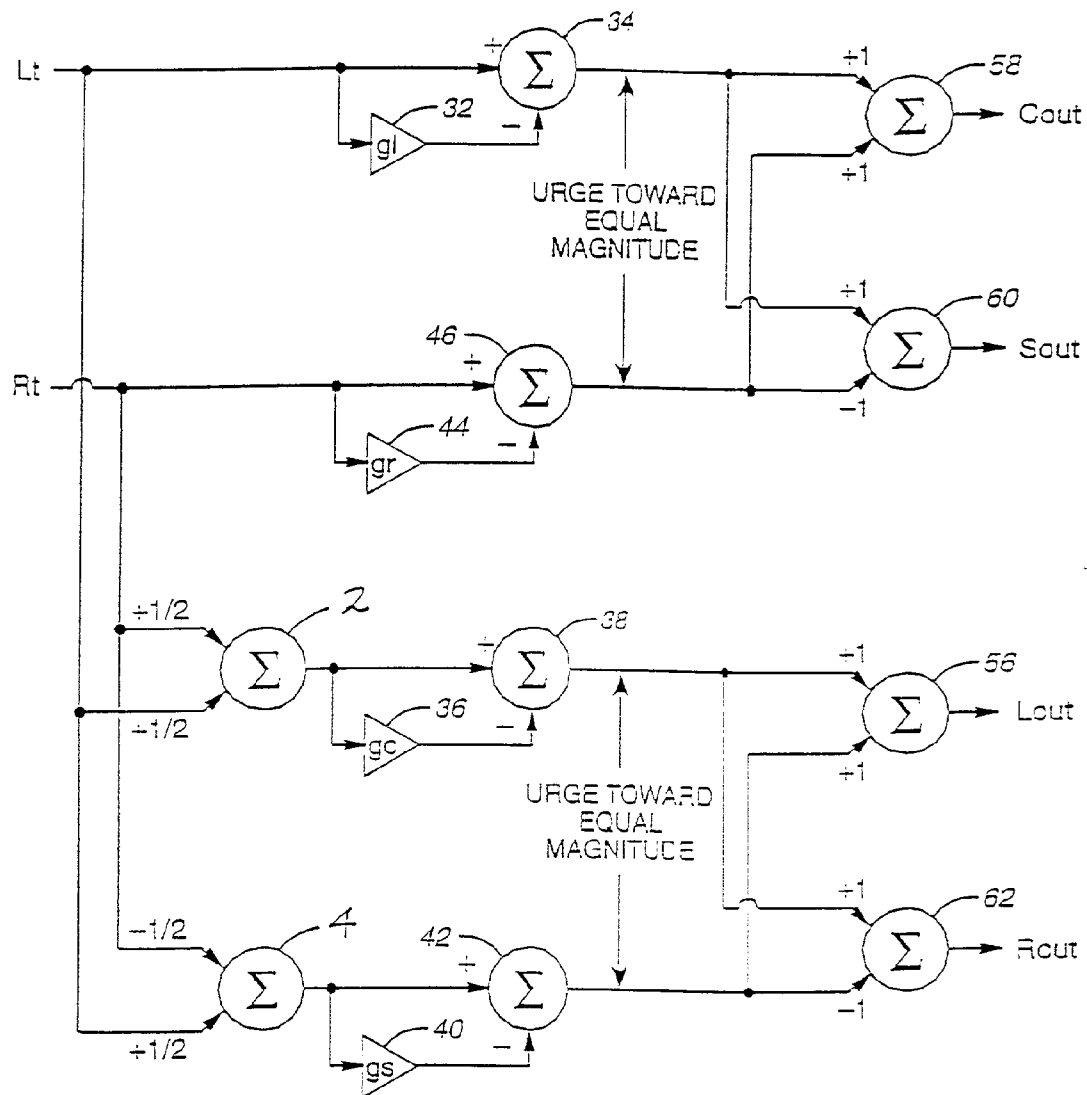 34
Lt
+
Σ
+1
58
32
Σ
Cout
gl
−
+1
URGE TOWARD
EQUAL
MAGNITUDE
+1
60
46
Σ
Sout
Rt
+
Σ
−1
44
−
gr
+1/2
2
38
+
+1
56
Σ
Σ
36
+1/2
−
Lout
gc
+1
URGE TOWARD
EQUAL
MAGNITUDE
+1
62
−1/2
4
42
+
Σ
Rout
Σ
Σ
−1
+1/2
40
−
gs